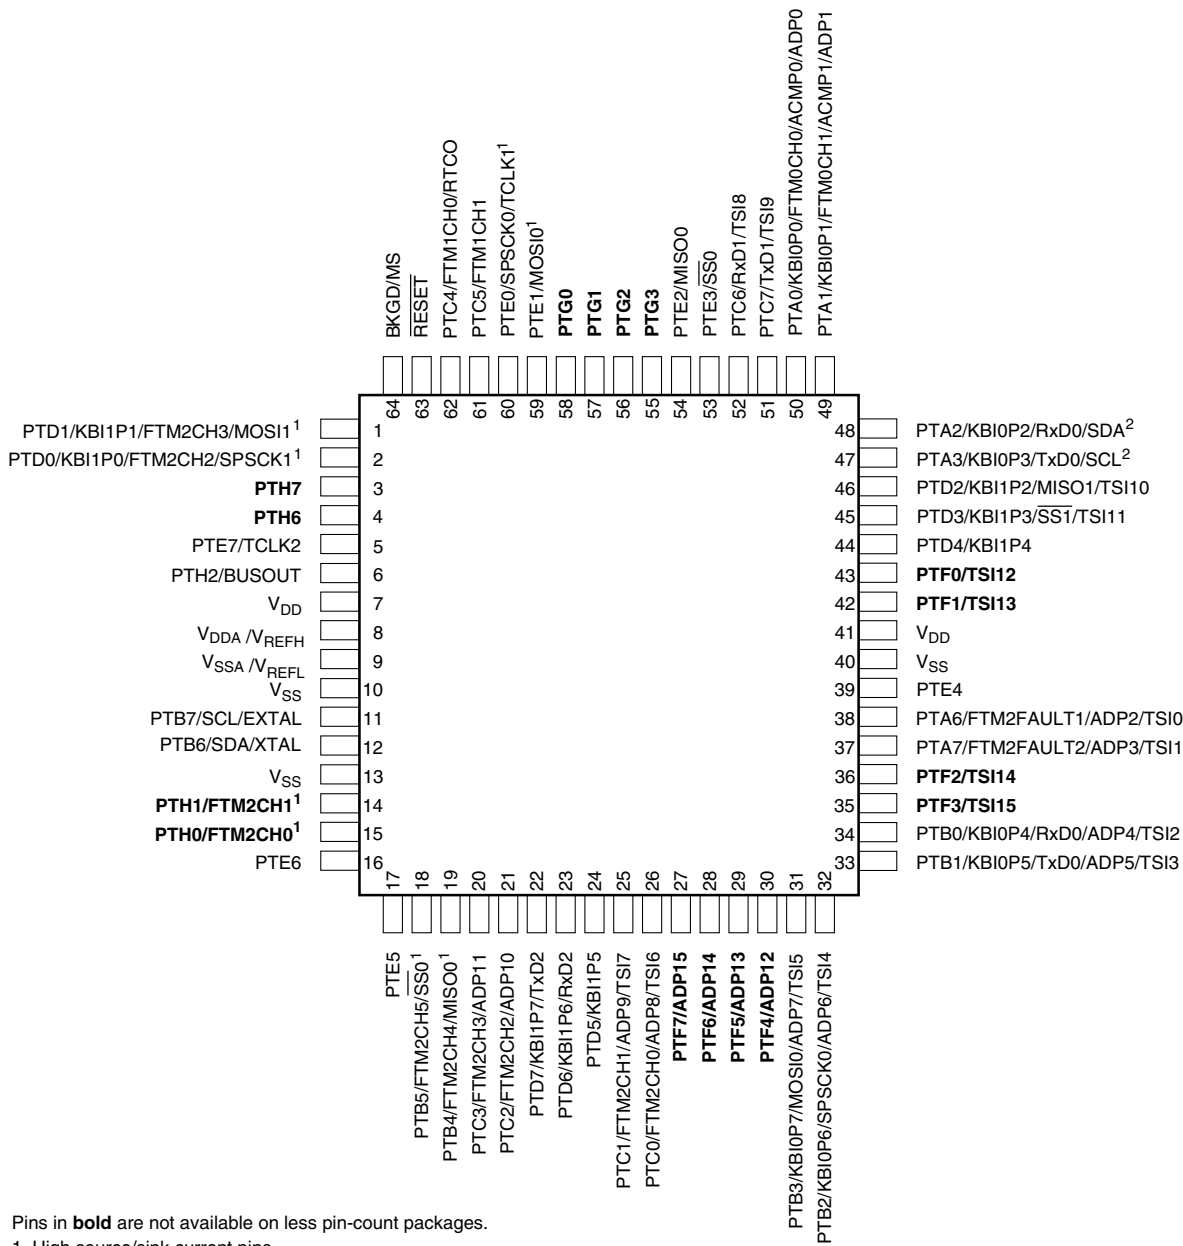 BKGD/MS
RESET
PTC4/FTM1CH0/RTCO
PTC5/FTM1CH1
PTE0/SPSCK0/TCLK1¹
PTE1/MOSI0¹
PTG0
PTG1
PTG2
PTG3
PTE2/MISO0
PTE3/SS0
PTC6/RxD1/TSI8
PTC7/TxD1/TSI9
PTA0/KBI0P0/FTM0CH0/ACMP0/ADP0
PTA1/KBI0P1/FTM0CH1/ACMP1/ADP1
64
63
62
61
60
59
58
57
56
55
54
53
52
51
50
49
PTD1/KBI1P1/FTM2CH3/MOSI1¹ 1
PTD0/KBI1P0/FTM2CH2/SPSCK1¹ 2
PTH7 3
PTH6 4
PTE7/TCLK2 5
PTH2/BUSOUT 6
VDD 7
VDDA /VREFH 8
VSSA /VREFL 9
VSS 10
PTB7/SCL/EXTAL 11
PTB6/SDA/XTAL 12
VSS 13
PTH1/FTM2CH1¹ 14
PTH0/FTM2CH0¹ 15
PTE6 16
48 PTA2/KBI0P2/RxD0/SDA²
47 PTA3/KBI0P3/TxD0/SCL²
46 PTD2/KBI1P2/MISO1/TSI10
45 PTD3/KBI1P3/SS1/TSI11
44 PTD4/KBI1P4
43 PTF0/TSI12
42 PTF1/TSI13
41 VDD
40 VSS
39 PTE4
38 PTA6/FTM2FAULT1/ADP2/TSI0
37 PTA7/FTM2FAULT2/ADP3/TSI1
36 PTF2/TSI14
35 PTF3/TSI15
34 PTB0/KBI0P4/RxD0/ADP4/TSI2
33 PTB1/KBI0P5/TxD0/ADP5/TSI3
17
18
19
20
21
22
23
24
25
26
27
28
29
30
31
32
PTE5
PTB5/FTM2CH5/SS0¹
PTB4/FTM2CH4/MISO0¹
PTC3/FTM2CH3/ADP11
PTC2/FTM2CH2/ADP10
PTD7/KBI1P7/TxD2
PTD6/KBI1P6/RxD2
PTD5/KBI1P5
PTC1/FTM2CH1/ADP9/TSI7
PTC0/FTM2CH0/ADP8/TSI6
PTF7/ADP15
PTF6/ADP14
PTF5/ADP13
PTF4/ADP12
PTB3/KBI0P7/MOSI0/ADP7/TSI5
PTB2/KBI0P6/SPSCK0/ADP6/TSI4
Pins in bold are not available on less pin-count packages.
1. High source/sink current pins